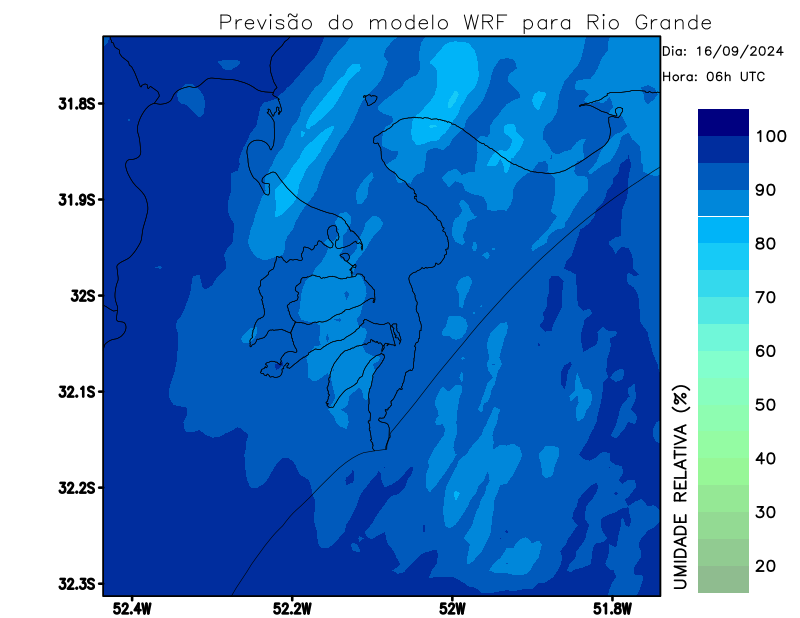 Previsão do modelo WRF para Rio Grande
Dia: 16/09/2024
Hora: 06h UTC
31.8S
31.9S
32S
32.1S
32.2S
32.3S
52.4W
52.2W
52W
51.8W
100
90
80
70
60
50
40
30
20
UMIDADE RELATIVA (%)